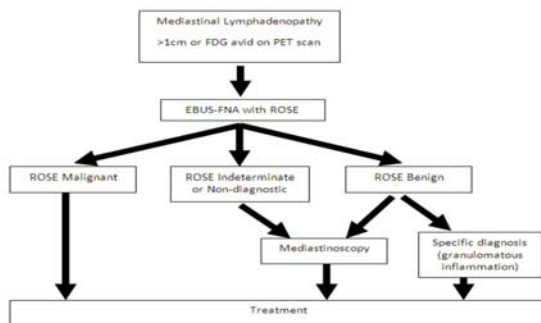 Mediastinal Lymphadenopathy
>1cm or FDG avid on PET scan
EBUS-FNA with ROSE
ROSE Malignant
ROSE Indeterminate
or Non-diagnostic
ROSE Benign
Mediastinoscopy
Specific diagnosis
(granulomatous
inflammation)
Treatment